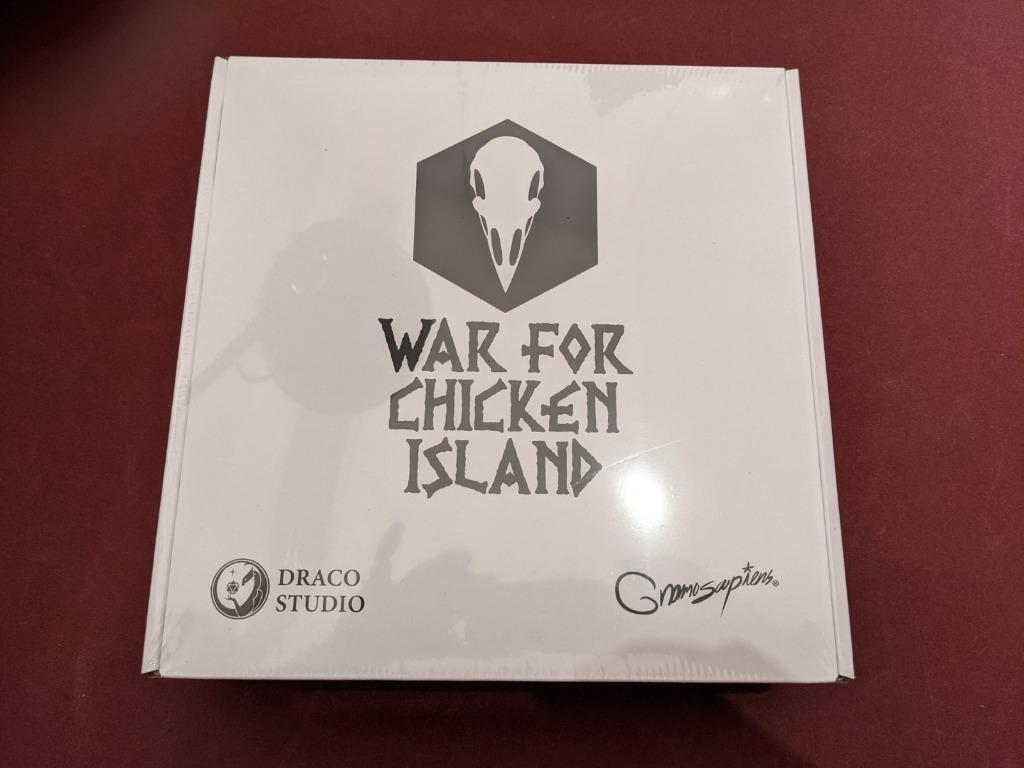 WAR FOR
CHICKEN
ISLAND
DRACO
STUDIO
Gnomosapiens®